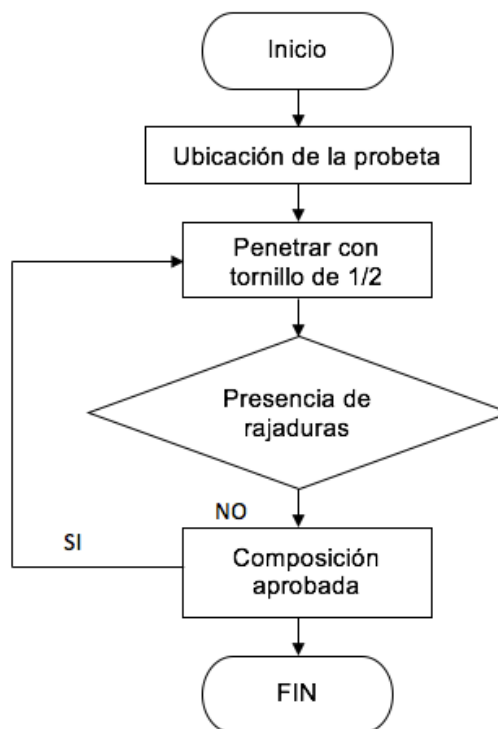 Inicio
Ubicación de la probeta
Penetrar con
tornillo de 1/2
Presencia de
rajaduras
NO
SI
Composición
aprobada
FIN